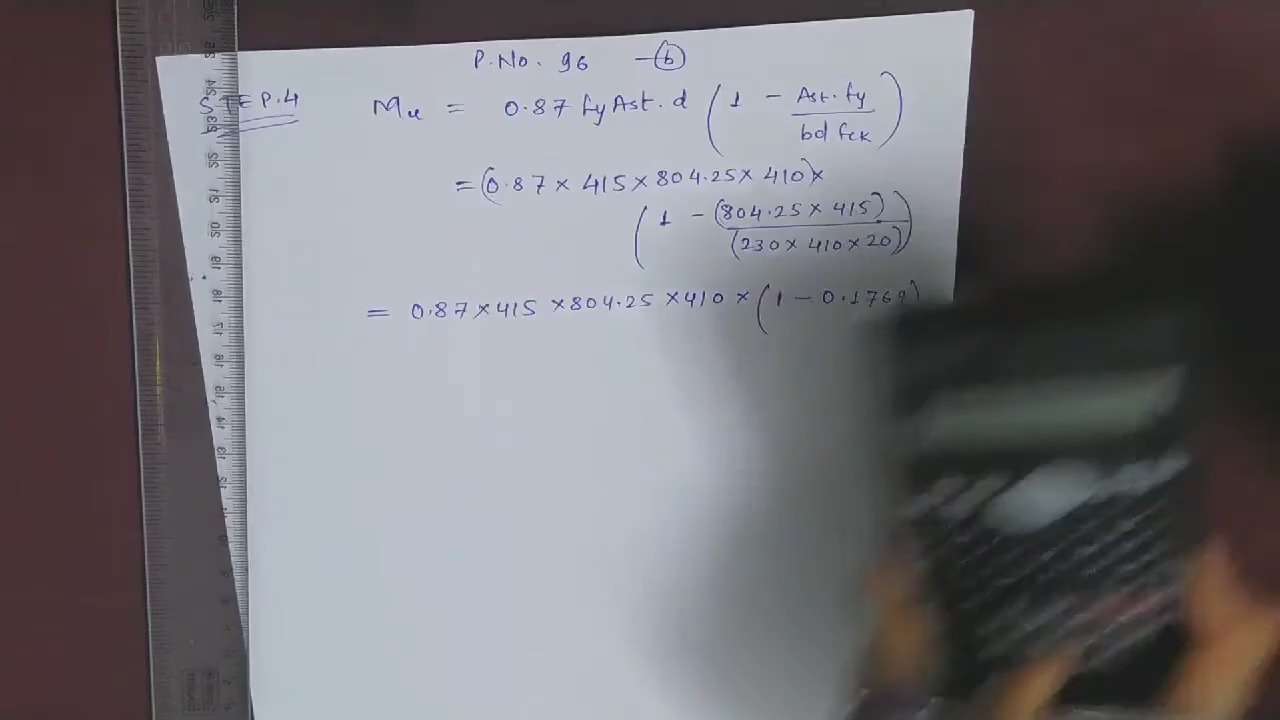 P.No. 96 -(b)
STEP.4 Mu = 0.87 fy Ast. d (1 - Ast. fy / bd fck)
= (0.87 × 415 × 804.25 × 410) ×
(1 - (804.25 × 415) / (230 × 410 × 20))
= 0.87 × 415 × 804.25 × 410 × (1 - 0.1769)